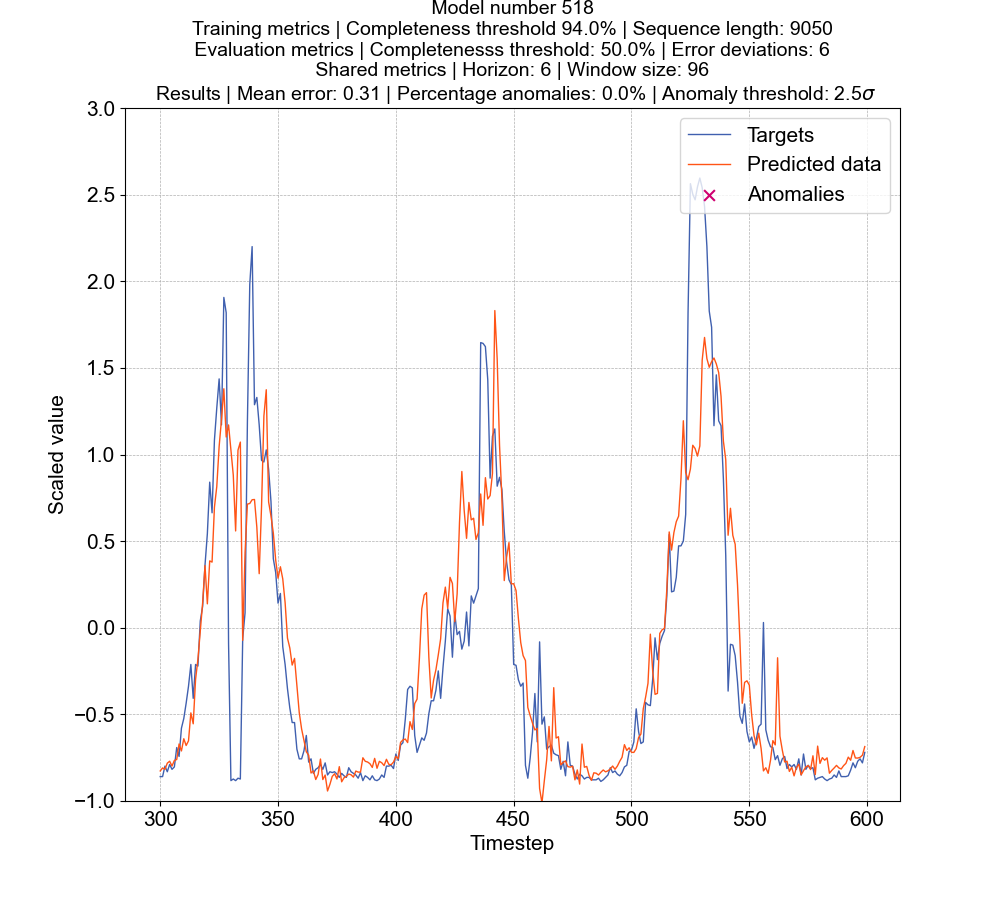 Model number 518
Training metrics | Completeness threshold 94.0% | Sequence length: 9050
Evaluation metrics | Completenesss threshold: 50.0% | Error deviations: 6
Shared metrics | Horizon: 6 | Window size: 96
Results | Mean error: 0.31 | Percentage anomalies: 0.0% | Anomaly threshold: 2.5σ
3.0
Targets
Predicted data
Anomalies
2.5
2.0
1.5
1.0
0.5
0.0
−0.5
−1.0
Scaled value
300 350 400 450 500 550 600
Timestep